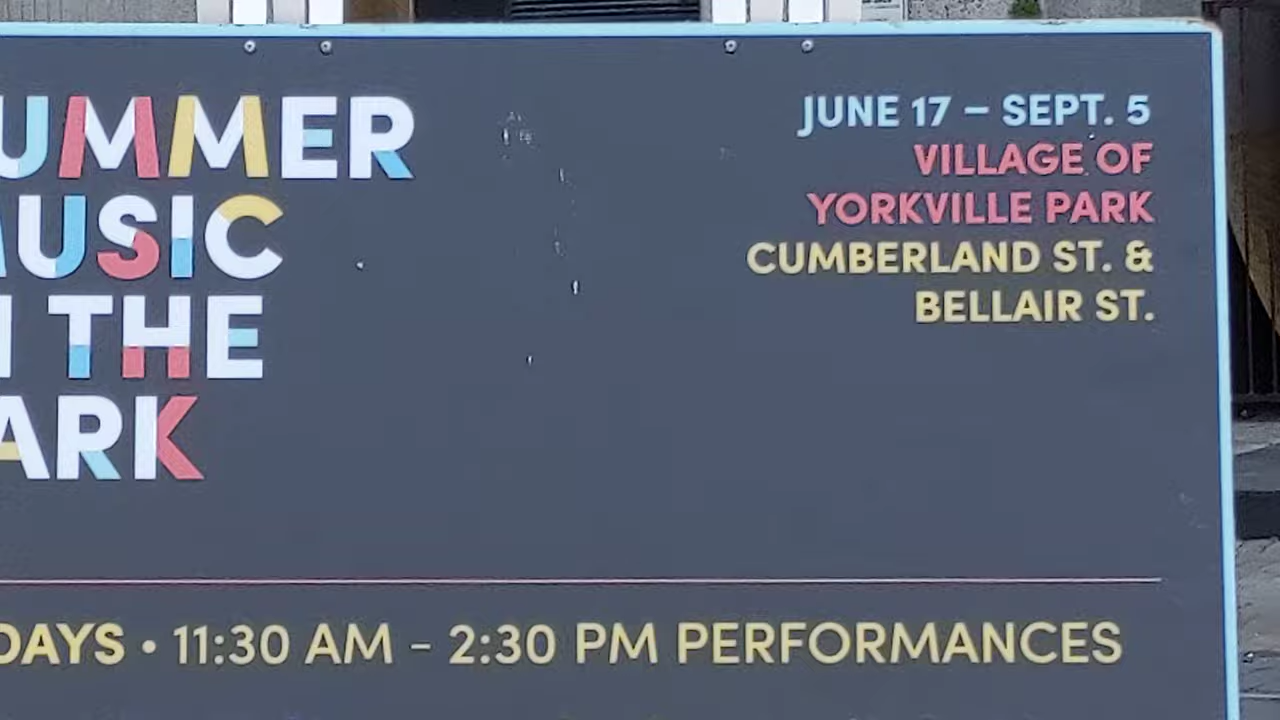 UMMER
USIC
THE
ARK
JUNE 17 – SEPT. 5
VILLAGE OF
YORKVILLE PARK
CUMBERLAND ST. &
BELLAIR ST.
DAYS • 11:30 AM - 2:30 PM PERFORMANCES